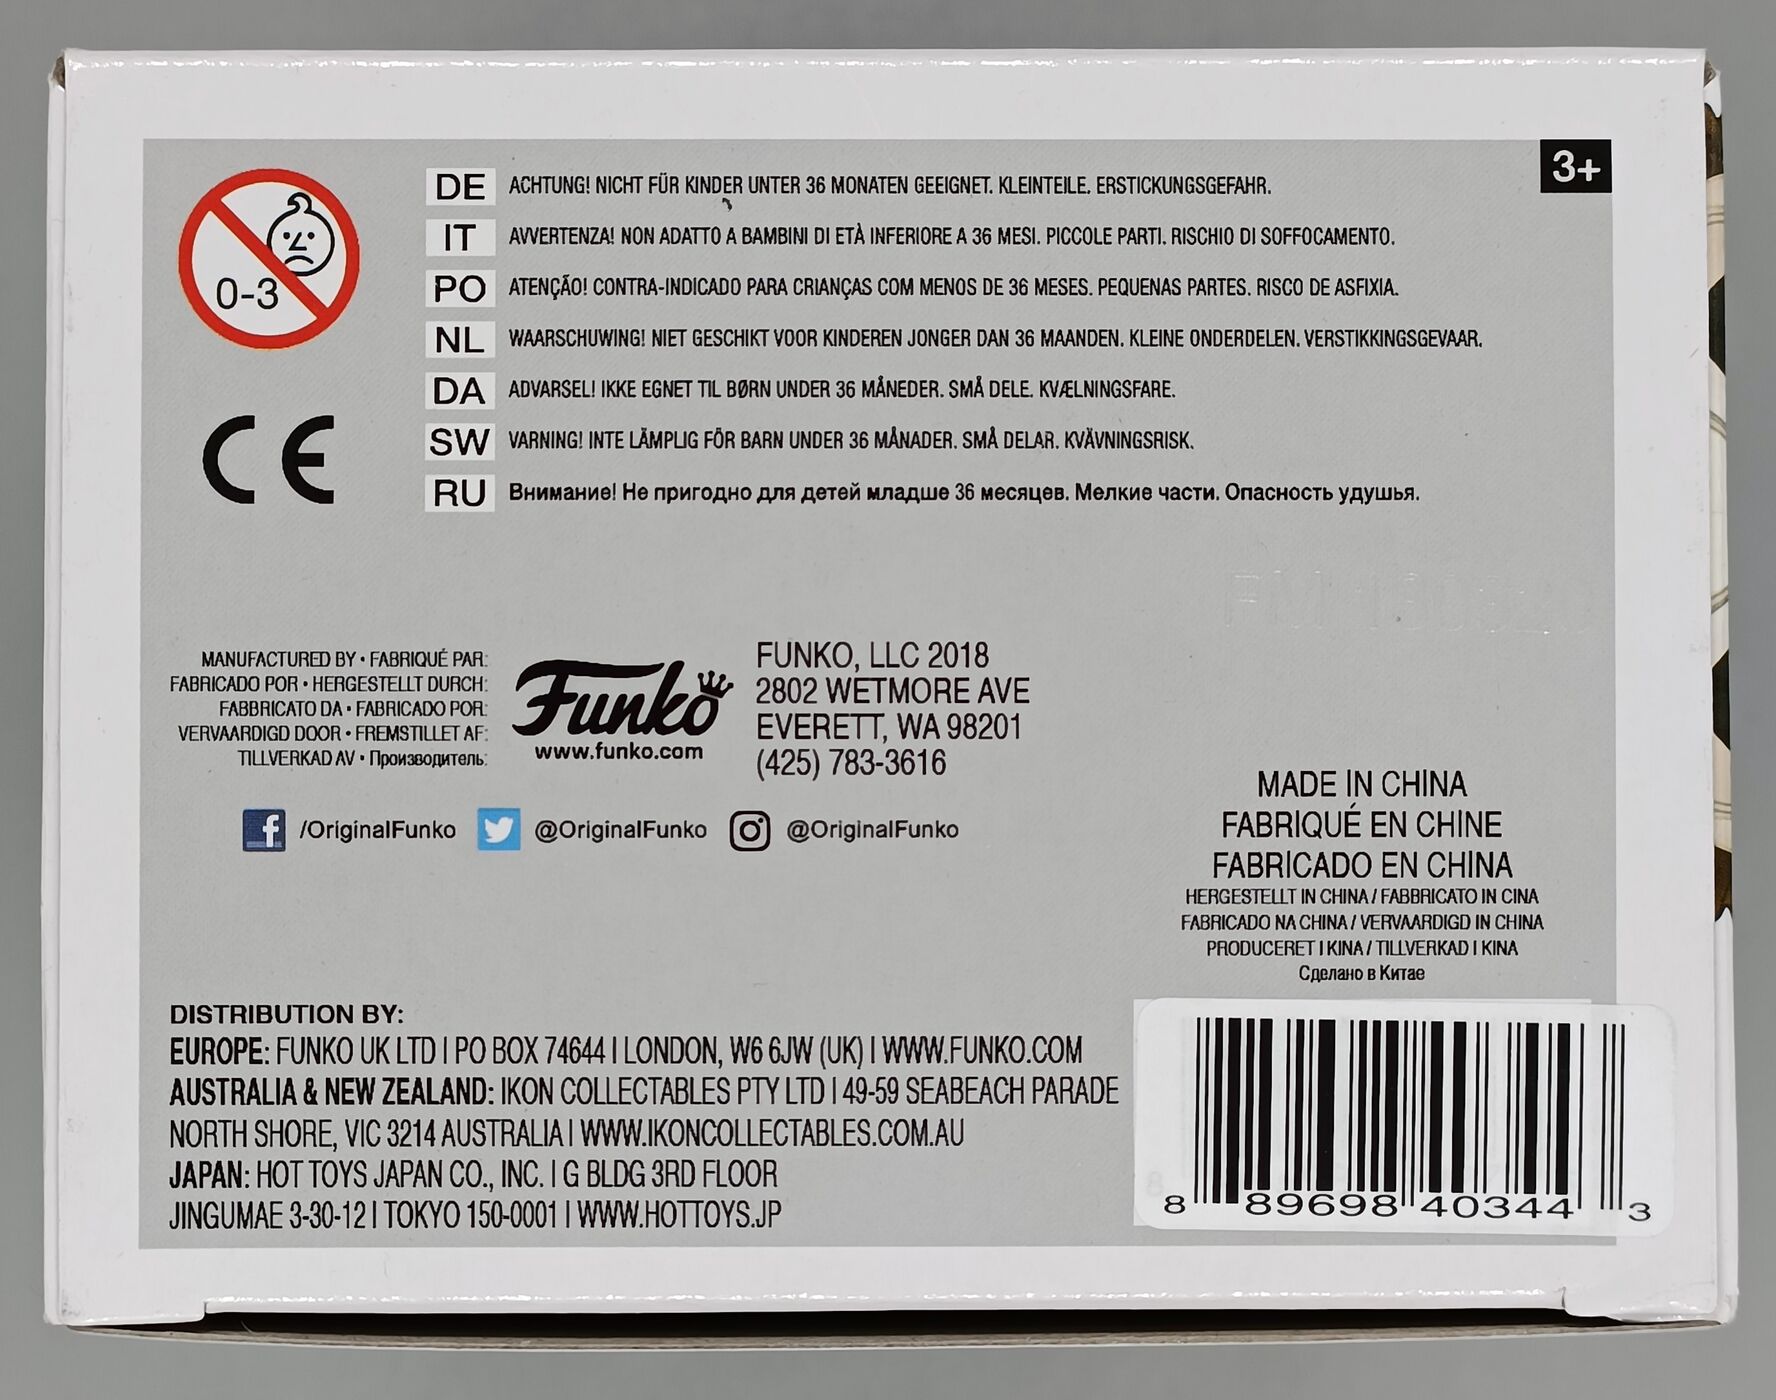 3+
0-3
DE ACHTUNG! NICHT FÜR KINDER UNTER 36 MONATEN GEEIGNET. KLEINTEILE. ERSTICKUNGSGEFAHR.
IT AVVERTENZA! NON ADATTO A BAMBINI DI ETÀ INFERIORE A 36 MESI. PICCOLE PARTI. RISCHIO DI SOFFOCAMENTO.
PO ATENÇÃO! CONTRA-INDICADO PARA CRIANÇAS COM MENOS DE 36 MESES. PEQUENAS PARTES. RISCO DE ASFIXIA.
NL WAARSCHUWING! NIET GESCHIKT VOOR KINDEREN JONGER DAN 36 MAANDEN. KLEINE ONDERDELEN. VERSTIKKINGSGEVAAR.
DA ADVARSEL! IKKE EGNET TIL BØRN UNDER 36 MÅNEDER. SMÅ DELE. KVÆLNINGSFARE.
SW VARNING! INTE LÄMPLIG FÖR BARN UNDER 36 MÅNADER. SMÅ DELAR. KVÄVNINGSRISK.
RU Внимание! Не пригодно для детей младше 36 месяцев. Мелкие части. Опасность удушья.
CE
MANUFACTURED BY • FABRIQUÉ PAR:
FABRICADO POR • HERGESTELLT DURCH:
FABBRICATO DA • FABRICADO POR:
VERVAARDIGD DOOR • FREMSTILLET AF:
TILLVERKAD AV • Производитель:
Funko
www.funko.com
FUNKO, LLC 2018
2802 WETMORE AVE
EVERETT, WA 98201
(425) 783-3616
/OriginalFunko @OriginalFunko @OriginalFunko
MADE IN CHINA
FABRIQUÉ EN CHINE
FABRICADO EN CHINA
HERGESTELLT IN CHINA / FABBRICATO IN CINA
FABRICADO NA CHINA / VERVAARDIGD IN CHINA
PRODUCERET I KINA / TILLVERKAD I KINA
Сделано в Китае
DISTRIBUTION BY:
EUROPE: FUNKO UK LTD | PO BOX 74644 | LONDON, W6 6JW (UK) | WWW.FUNKO.COM
AUSTRALIA & NEW ZEALAND: IKON COLLECTABLES PTY LTD | 49-59 SEABEACH PARADE
NORTH SHORE, VIC 3214 AUSTRALIA | WWW.IKONCOLLECTABLES.COM.AU
JAPAN: HOT TOYS JAPAN CO., INC. | G BLDG 3RD FLOOR
JINGUMAE 3-30-12 | TOKYO 150-0001 | WWW.HOTTOYS.JP
8 89698 40344 3